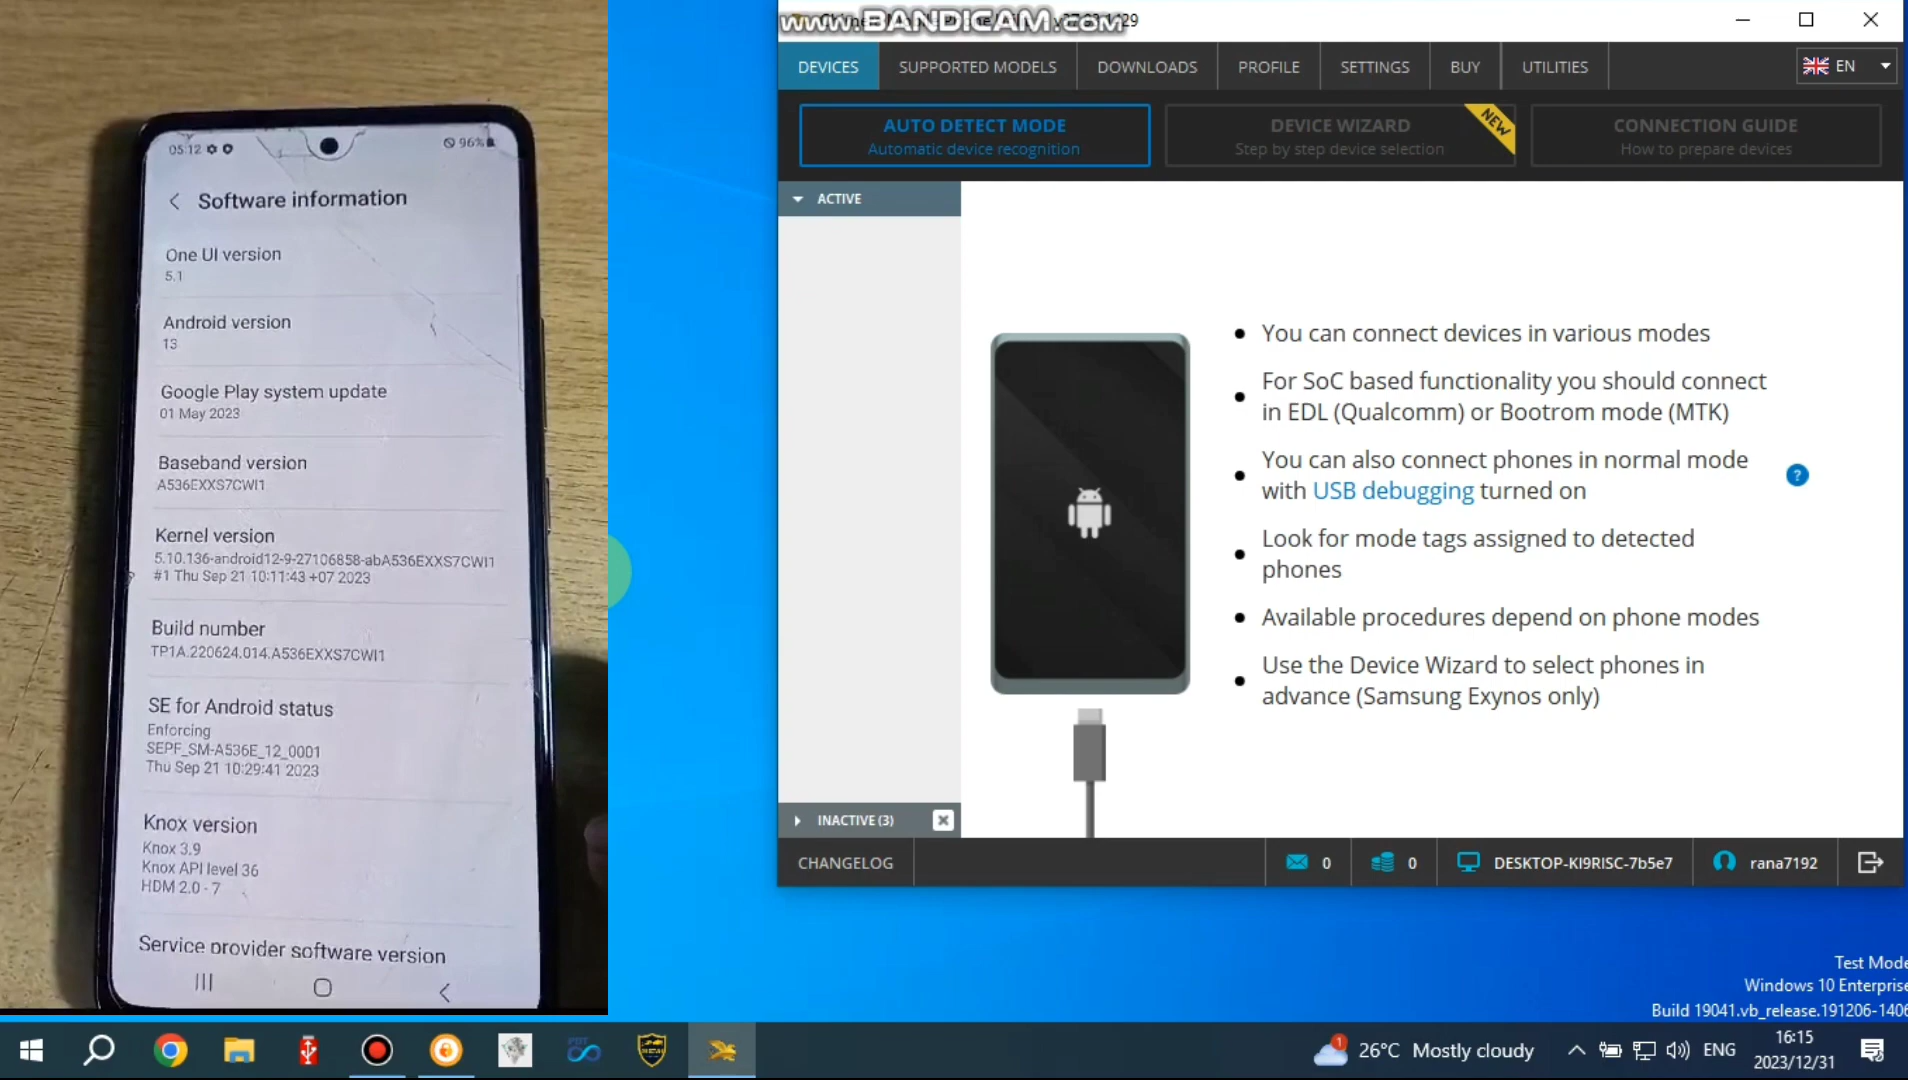 05:12
96%
Software information
One UI version
5.1
Android version
13
Google Play system update
01 May 2023
Baseband version
A536EXXS7CWI1
Kernel version
5.10.136-android12-9-27106858-abA536EXXS7CWI1
#1 Thu Sep 21 10:11:43 +07 2023
Build number
TP1A.220624.014.A536EXXS7CWI1
SE for Android status
Enforcing
SEPF_SM-A536E_12_0001
Thu Sep 21 10:29:41 2023
Knox version
Knox 3.9
Knox API level 36
HDM 2.0 - 7
Service provider software version
www.BANDICAM.com
DEVICES
SUPPORTED MODELS
DOWNLOADS
PROFILE
SETTINGS
BUY
UTILITIES
EN
AUTO DETECT MODE
Automatic device recognition
DEVICE WIZARD
Step by step device selection
NEW
CONNECTION GUIDE
How to prepare devices
ACTIVE
You can connect devices in various modes
For SoC based functionality you should connect
in EDL (Qualcomm) or Bootrom mode (MTK)
You can also connect phones in normal mode
with USB debugging turned on
?
Look for mode tags assigned to detected
phones
Available procedures depend on phone modes
Use the Device Wizard to select phones in
advance (Samsung Exynos only)
INACTIVE (3)
CHANGELOG
0
0
DESKTOP-KI9RISC-7b5e7
rana7192
Test Mode
Windows 10 Enterprise
Build 19041.vb_release.191206-1406
1
26°C Mostly cloudy
ENG
16:15
2023/12/31